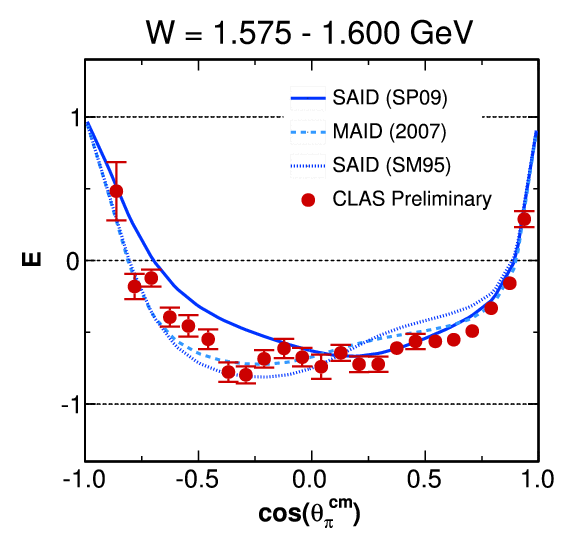 W = 1.575 - 1.600 GeV
SAID (SP09)
MAID (2007)
SAID (SM95)
CLAS Preliminary
E
1
0
-1
-1.0 -0.5 0.0 0.5 1.0
cos(θπcm)